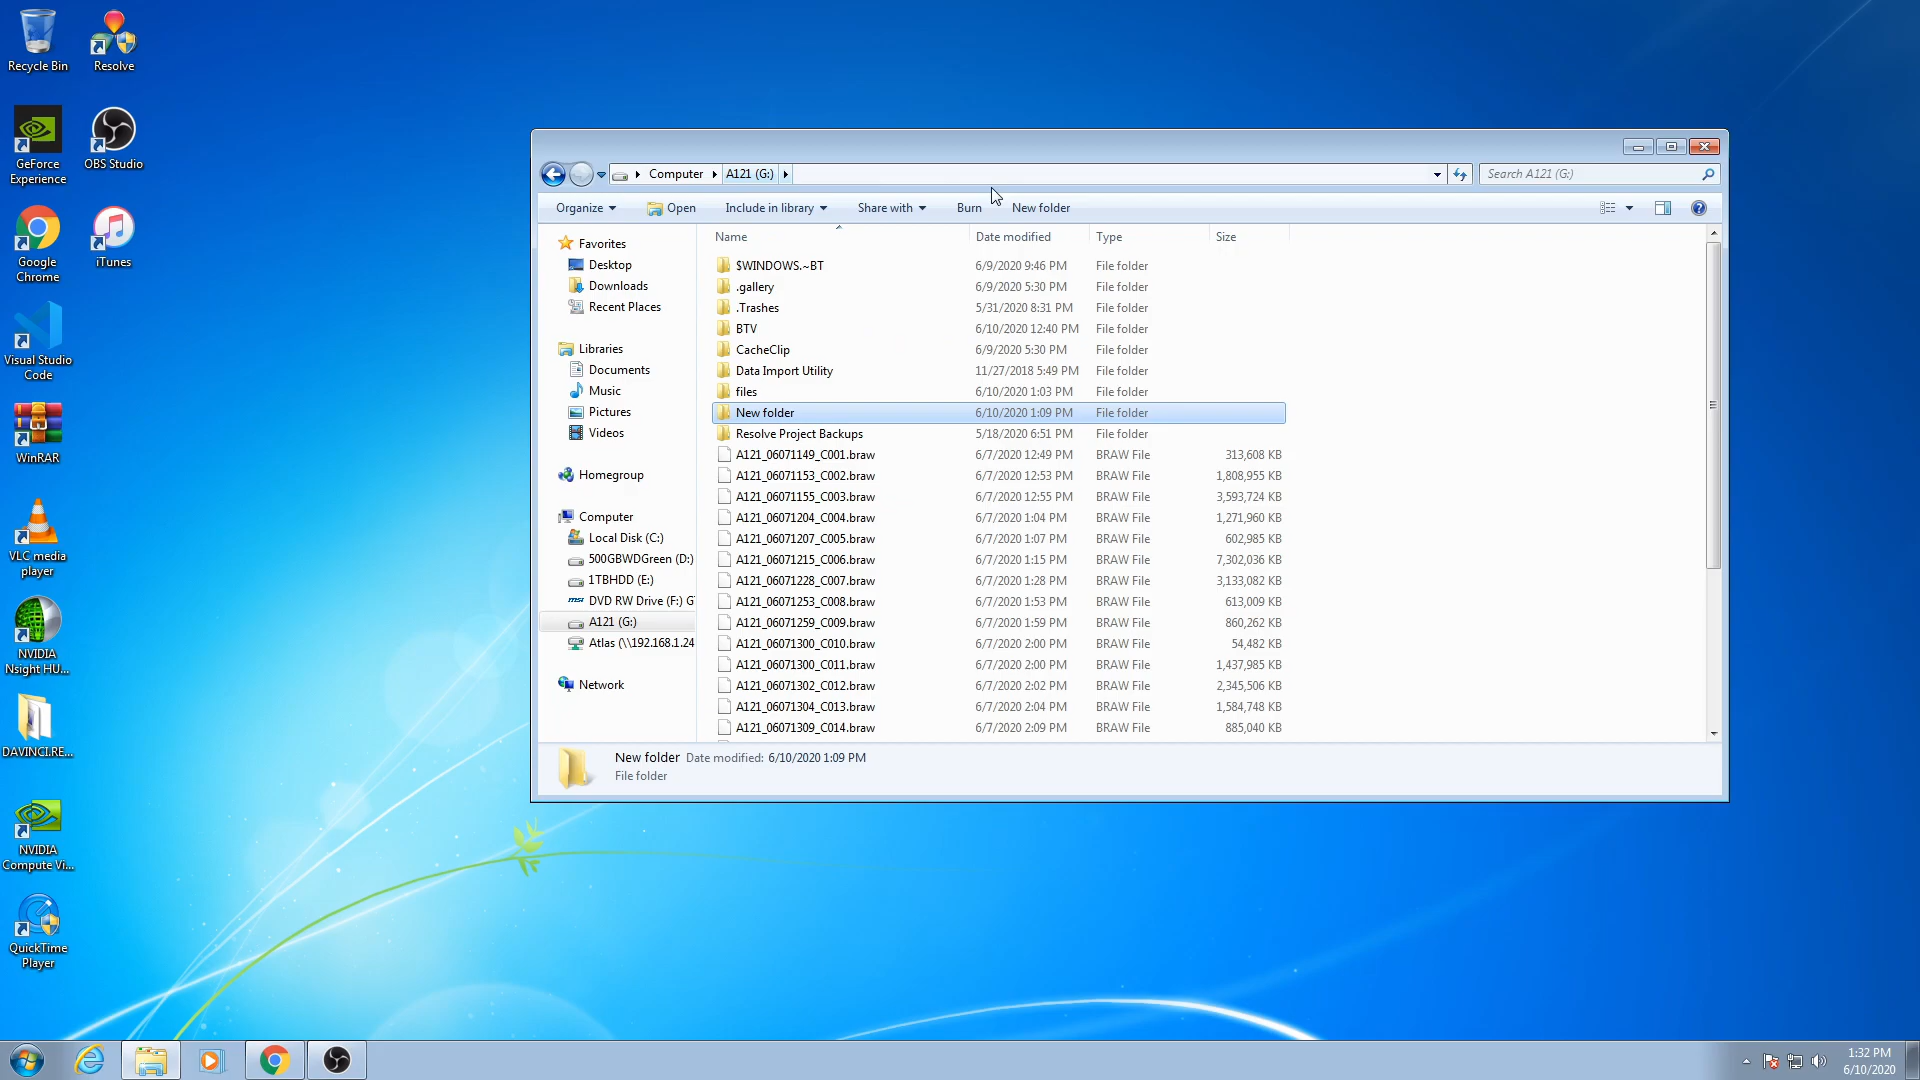 Recycle Bin
Resolve
GeForce
Experience
OBS Studio
Google
Chrome
iTunes
Visual Studio
Code
WinRAR
VLC media
player
NVIDIA
Nsight HU...
DAVINCI.RE...
NVIDIA
Compute Vi...
QuickTime
Player
Computer A121 (G:)
Search A121 (G:)
Organize Open Include in library Share with Burn New folder
Favorites
Desktop
Downloads
Recent Places
Libraries
Documents
Music
Pictures
Videos
Homegroup
Computer
Local Disk (C:)
500GBWDGreen (D:)
1TBHDD (E:)
msi DVD RW Drive (F:) G
A121 (G:)
Atlas (\\192.168.1.24
Network
Name Date modified Type Size
$WINDOWS.~BT 6/9/2020 9:46 PM File folder
.gallery 6/9/2020 5:30 PM File folder
.Trashes 5/31/2020 8:31 PM File folder
BTV 6/10/2020 12:40 PM File folder
CacheClip 6/9/2020 5:30 PM File folder
Data Import Utility 11/27/2018 5:49 PM File folder
files 6/10/2020 1:03 PM File folder
New folder 6/10/2020 1:09 PM File folder
Resolve Project Backups 5/18/2020 6:51 PM File folder
A121_06071149_C001.braw 6/7/2020 12:49 PM BRAW File 313,608 KB
A121_06071153_C002.braw 6/7/2020 12:53 PM BRAW File 1,808,955 KB
A121_06071155_C003.braw 6/7/2020 12:55 PM BRAW File 3,593,724 KB
A121_06071204_C004.braw 6/7/2020 1:04 PM BRAW File 1,271,960 KB
A121_06071207_C005.braw 6/7/2020 1:07 PM BRAW File 602,985 KB
A121_06071215_C006.braw 6/7/2020 1:15 PM BRAW File 7,302,036 KB
A121_06071228_C007.braw 6/7/2020 1:28 PM BRAW File 3,133,082 KB
A121_06071253_C008.braw 6/7/2020 1:53 PM BRAW File 613,009 KB
A121_06071259_C009.braw 6/7/2020 1:59 PM BRAW File 860,262 KB
A121_06071300_C010.braw 6/7/2020 2:00 PM BRAW File 54,482 KB
A121_06071300_C011.braw 6/7/2020 2:00 PM BRAW File 1,437,985 KB
A121_06071302_C012.braw 6/7/2020 2:02 PM BRAW File 2,345,506 KB
A121_06071304_C013.braw 6/7/2020 2:04 PM BRAW File 1,584,748 KB
A121_06071309_C014.braw 6/7/2020 2:09 PM BRAW File 885,040 KB
New folder Date modified: 6/10/2020 1:09 PM
File folder
1:32 PM
6/10/2020